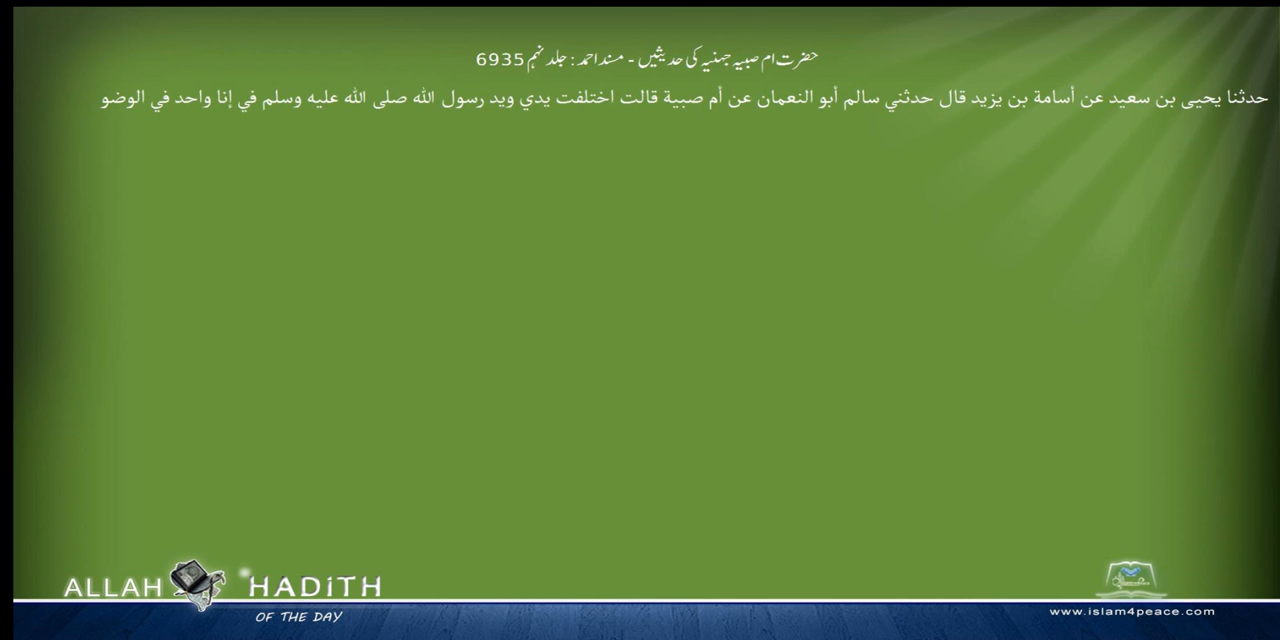 حضرت ام صبیہ جہنیہ کی حدیثیں - مسند احمد: جلد نہم 6935
حدثنا يحيى بن سعيد عن أسامة بن يزيد قال حدثني سالم أبو النعمان عن أم صبية قالت اختلفت يدي ويد رسول الله صلى الله عليه وسلم في إنا واحد في الوضو
ALLAH HADITH
OF THE DAY
www.islam4peace.com